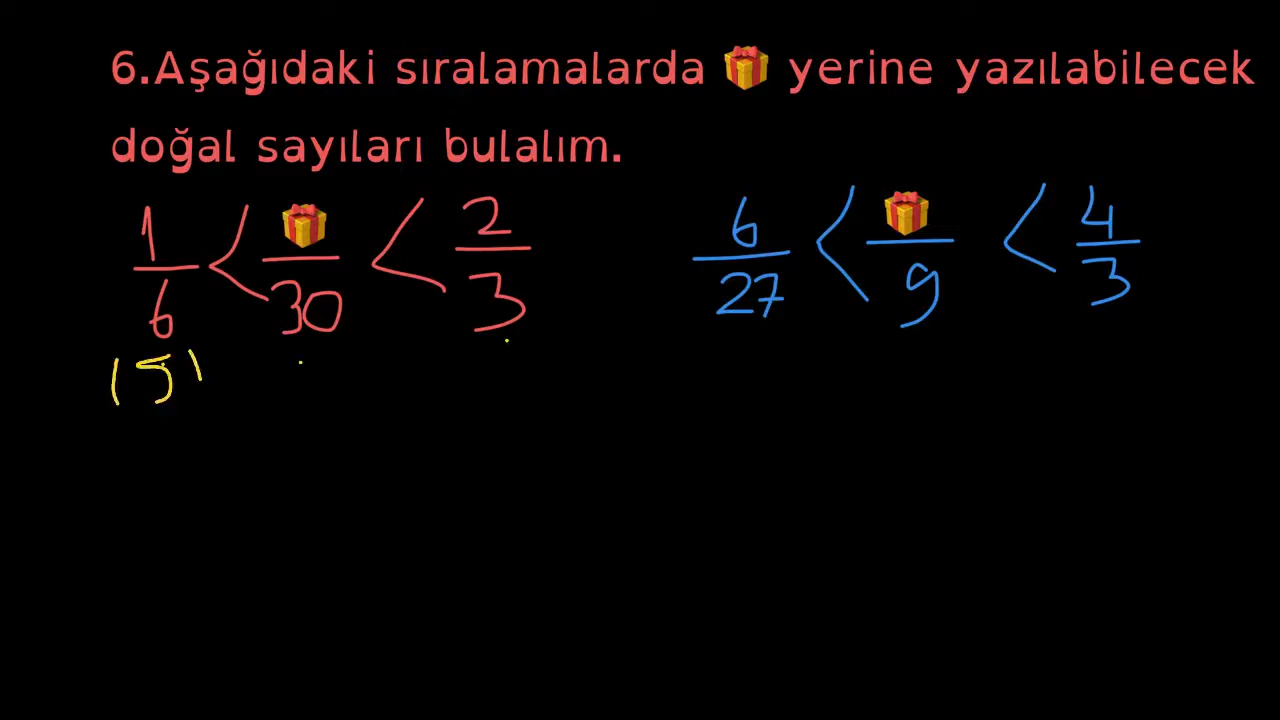 6.Aşağıdaki sıralamalarda 🎁 yerine yazılabilecek
doğal sayıları bulalım.
1/6 < 🎁/30 < 2/3
(5)
6/27 < 🎁/9 < 4/3